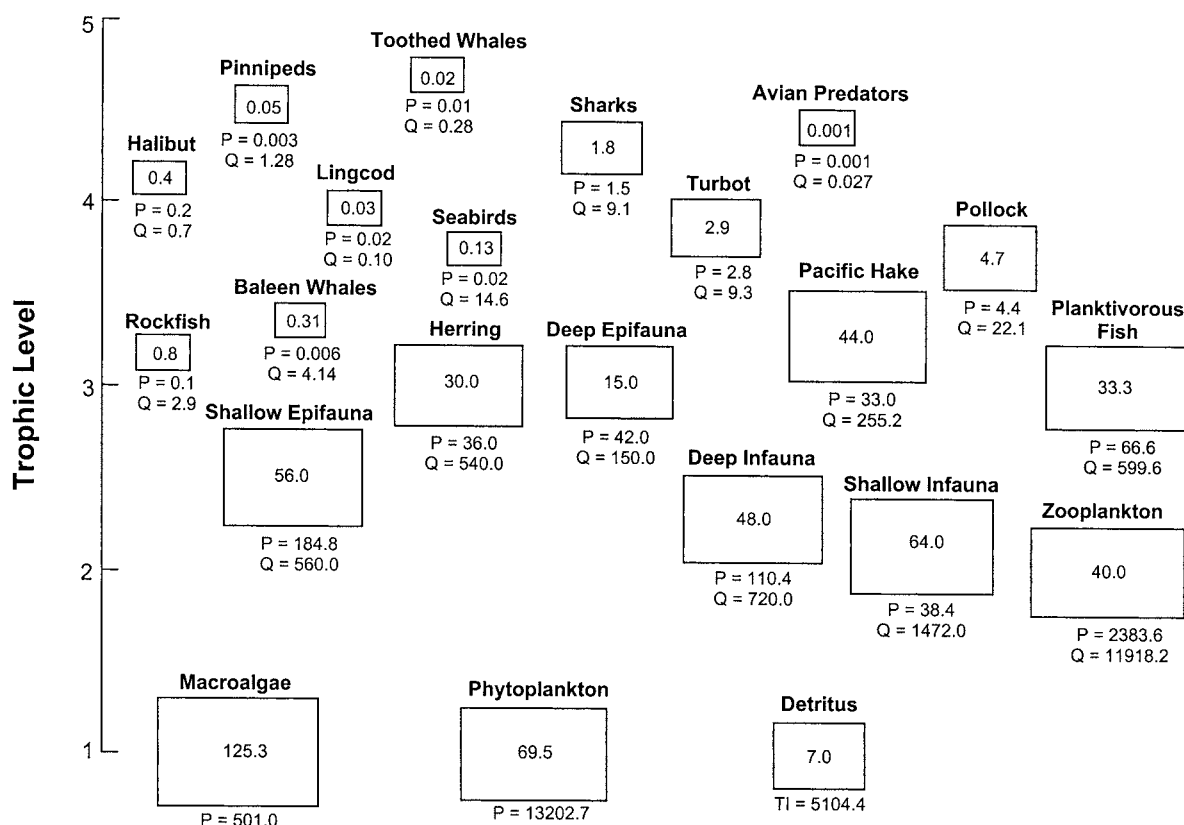 5
Toothed Whales
0.02
P = 0.01
Q = 0.28
Pinnipeds
0.05
P = 0.003
Q = 1.28
Sharks
1.8
P = 1.5
Q = 9.1
Avian Predators
0.001
P = 0.001
Q = 0.027
Halibut
0.4
P = 0.2
Q = 0.7
4
Lingcod
0.03
P = 0.02
Q = 0.10
Seabirds
0.13
P = 0.02
Q = 14.6
Turbot
2.9
P = 2.8
Q = 9.3
Pollock
4.7
P = 4.4
Q = 22.1
Trophic Level
Rockfish
0.8
P = 0.1
Q = 2.9
Baleen Whales
0.31
P = 0.006
Q = 4.14
Herring
30.0
P = 36.0
Q = 540.0
Deep Epifauna
15.0
P = 42.0
Q = 150.0
Pacific Hake
44.0
P = 33.0
Q = 255.2
Planktivorous
Fish
33.3
P = 66.6
Q = 599.6
3
Shallow Epifauna
56.0
P = 184.8
Q = 560.0
Deep Infauna
48.0
P = 110.4
Q = 720.0
Shallow Infauna
64.0
P = 38.4
Q = 1472.0
Zooplankton
40.0
P = 2383.6
Q = 11918.2
2
Macroalgae
125.3
P = 501.0
Phytoplankton
69.5
P = 13202.7
Detritus
7.0
TI = 5104.4
1